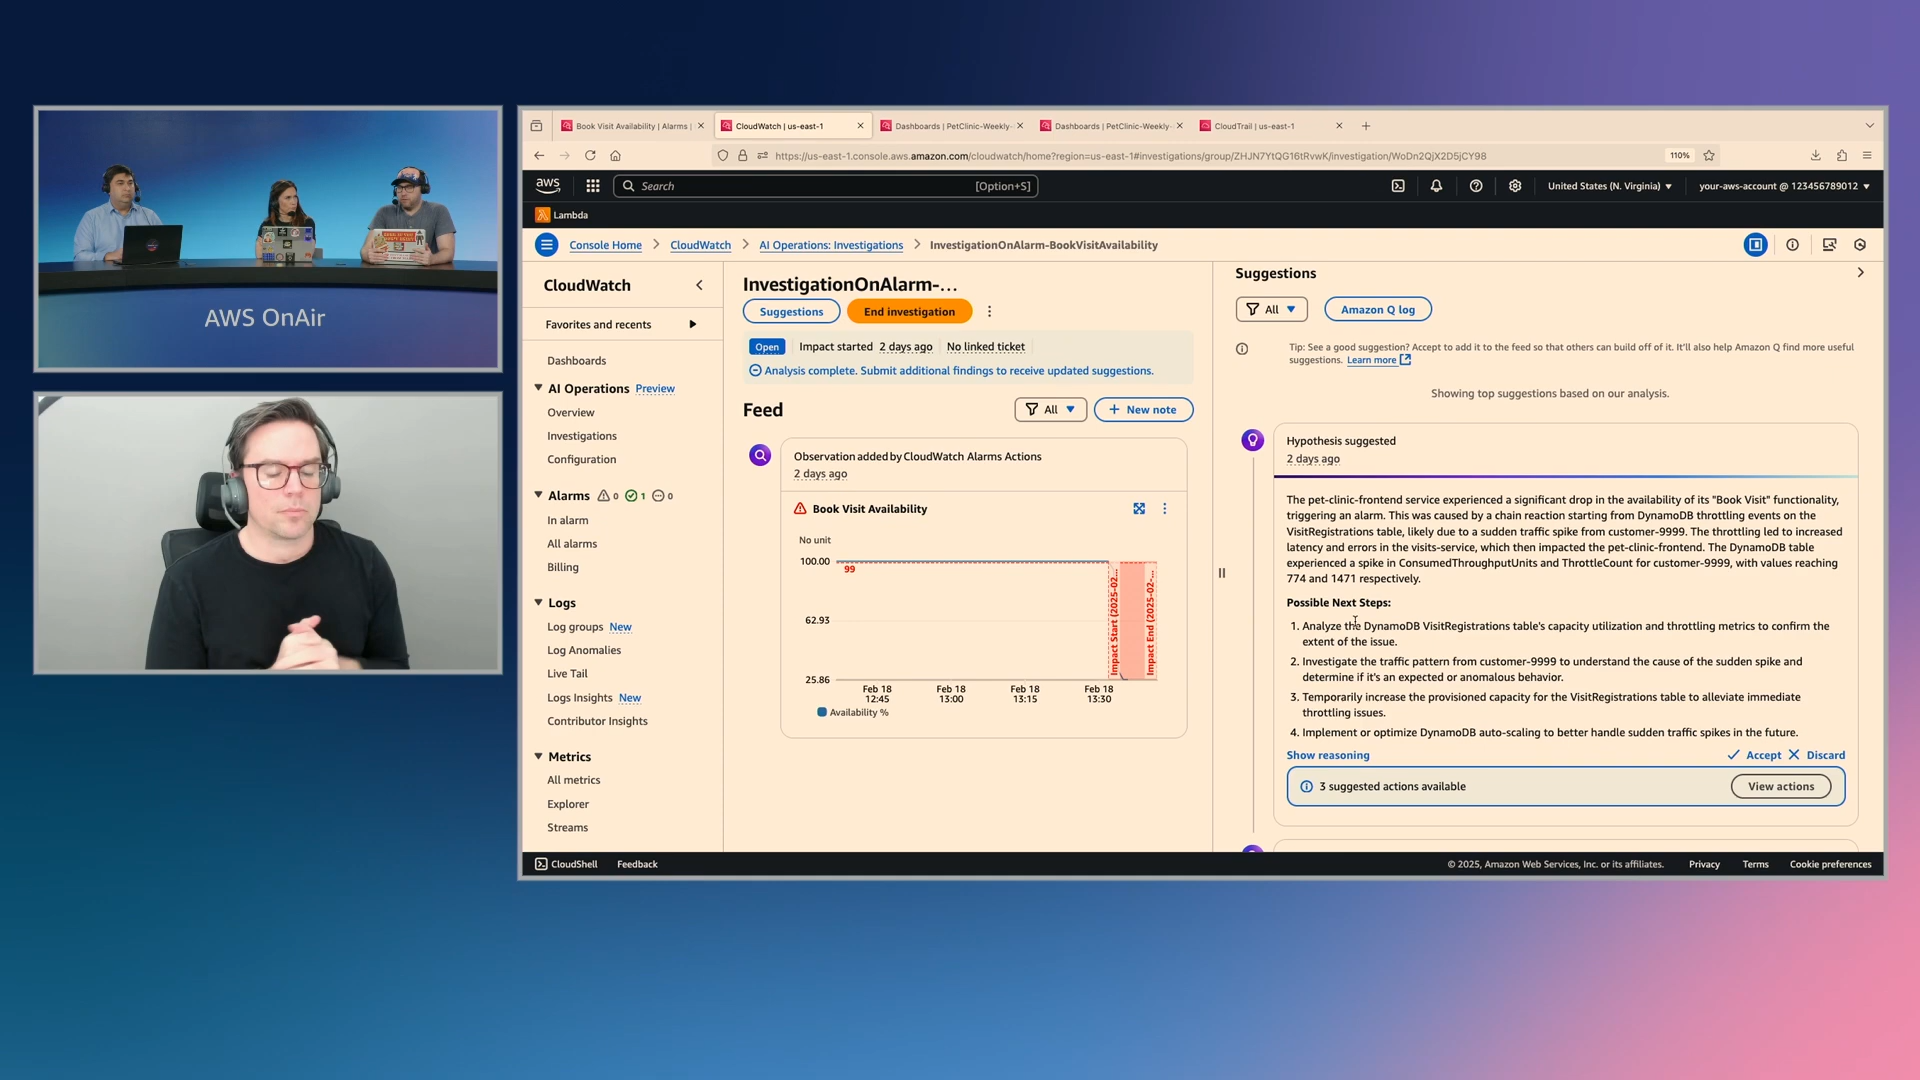 AWS OnAir
Book Visit Availability | Alarms |
CloudWatch | us-east-1
Dashboards | PetClinic-Weekly-
Dashboards | PetClinic-Weekly-
CloudTrail | us-east-1
https://us-east-1.console.aws.amazon.com/cloudwatch/home?region=us-east-1#investigations/group/ZHJN7YtQG16tRvwK/investigation/WoDn2QjX2D5jCY98
110%
aws
Search
[Option+S]
United States (N. Virginia)
your-aws-account @ 123456789012
Lambda
Console Home
CloudWatch
AI Operations: Investigations
InvestigationOnAlarm-BookVisitAvailability
CloudWatch
Favorites and recents
Dashboards
AI Operations Preview
Overview
Investigations
Configuration
Alarms 0 1 0
In alarm
All alarms
Billing
Logs
Log groups New
Log Anomalies
Live Tail
Logs Insights New
Contributor Insights
Metrics
All metrics
Explorer
Streams
InvestigationOnAlarm-...
Suggestions
End investigation
Open
Impact started 2 days ago
No linked ticket
Analysis complete. Submit additional findings to receive updated suggestions.
Feed
All
New note
Observation added by CloudWatch Alarms Actions
2 days ago
Book Visit Availability
No unit
100.00
99
62.93
25.86
Impact Start (2025-02...
Impact End (2025-02-...
Feb 18 12:45
Feb 18 13:00
Feb 18 13:15
Feb 18 13:30
Availability %
Suggestions
All
Amazon Q log
Tip: See a good suggestion? Accept to add it to the feed so that others can build off of it. It'll also help Amazon Q find more useful
suggestions. Learn more
Showing top suggestions based on our analysis.
Hypothesis suggested
2 days ago
The pet-clinic-frontend service experienced a significant drop in the availability of its "Book Visit" functionality,
triggering an alarm. This was caused by a chain reaction starting from DynamoDB throttling events on the
VisitRegistrations table, likely due to a sudden traffic spike from customer-9999. The throttling led to increased
latency and errors in the visits-service, which then impacted the pet-clinic-frontend. The DynamoDB table
experienced a spike in ConsumedThroughputUnits and ThrottleCount for customer-9999, with values reaching
774 and 1471 respectively.
Possible Next Steps:
1. Analyze the DynamoDB VisitRegistrations table's capacity utilization and throttling metrics to confirm the
extent of the issue.
2. Investigate the traffic pattern from customer-9999 to understand the cause of the sudden spike and
determine if it's an expected or anomalous behavior.
3. Temporarily increase the provisioned capacity for the VisitRegistrations table to alleviate immediate
throttling issues.
4. Implement or optimize DynamoDB auto-scaling to better handle sudden traffic spikes in the future.
Show reasoning
Accept
Discard
3 suggested actions available
View actions
CloudShell
Feedback
© 2025, Amazon Web Services, Inc. or its affiliates.
Privacy
Terms
Cookie preferences